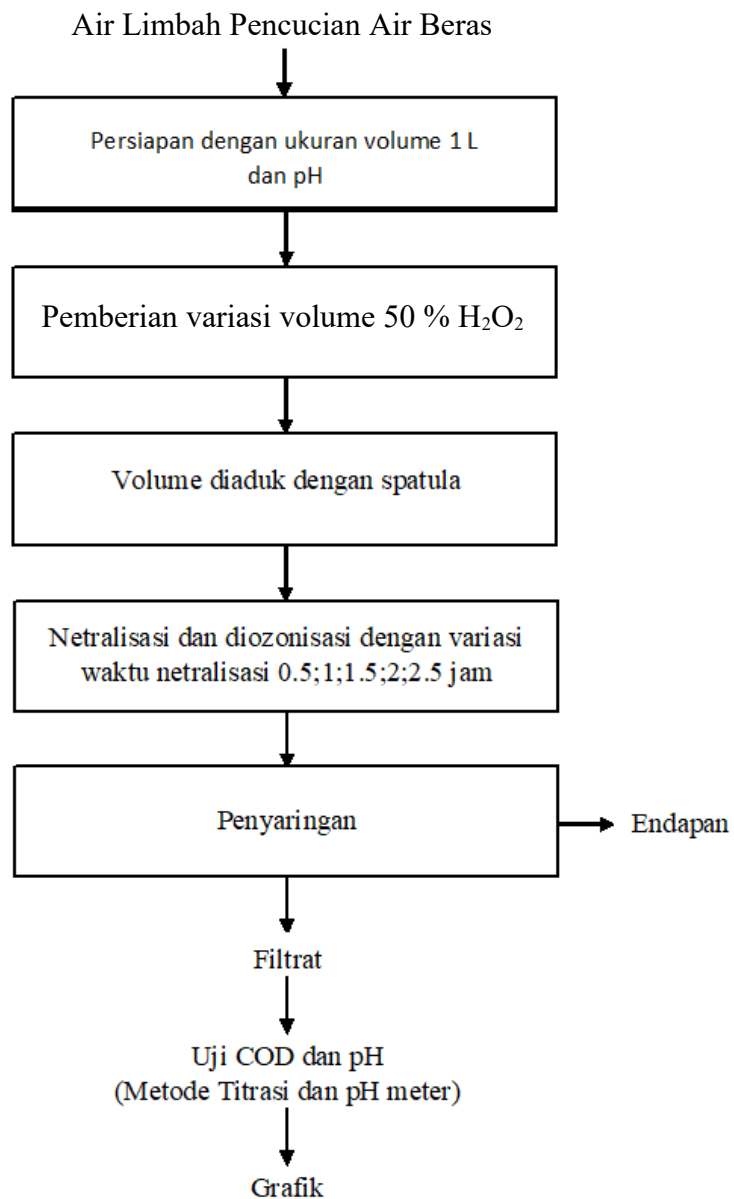 Air Limbah Pencucian Air Beras
Persiapan dengan ukuran volume 1 L
dan pH
Pemberian variasi volume 50 % H₂O₂
Volume diaduk dengan spatula
Netralisasi dan diozonisasi dengan variasi
waktu netralisasi 0.5;1;1.5;2;2.5 jam
Penyaringan
Endapan
Filtrat
Uji COD dan pH
(Metode Titrasi dan pH meter)
Grafik